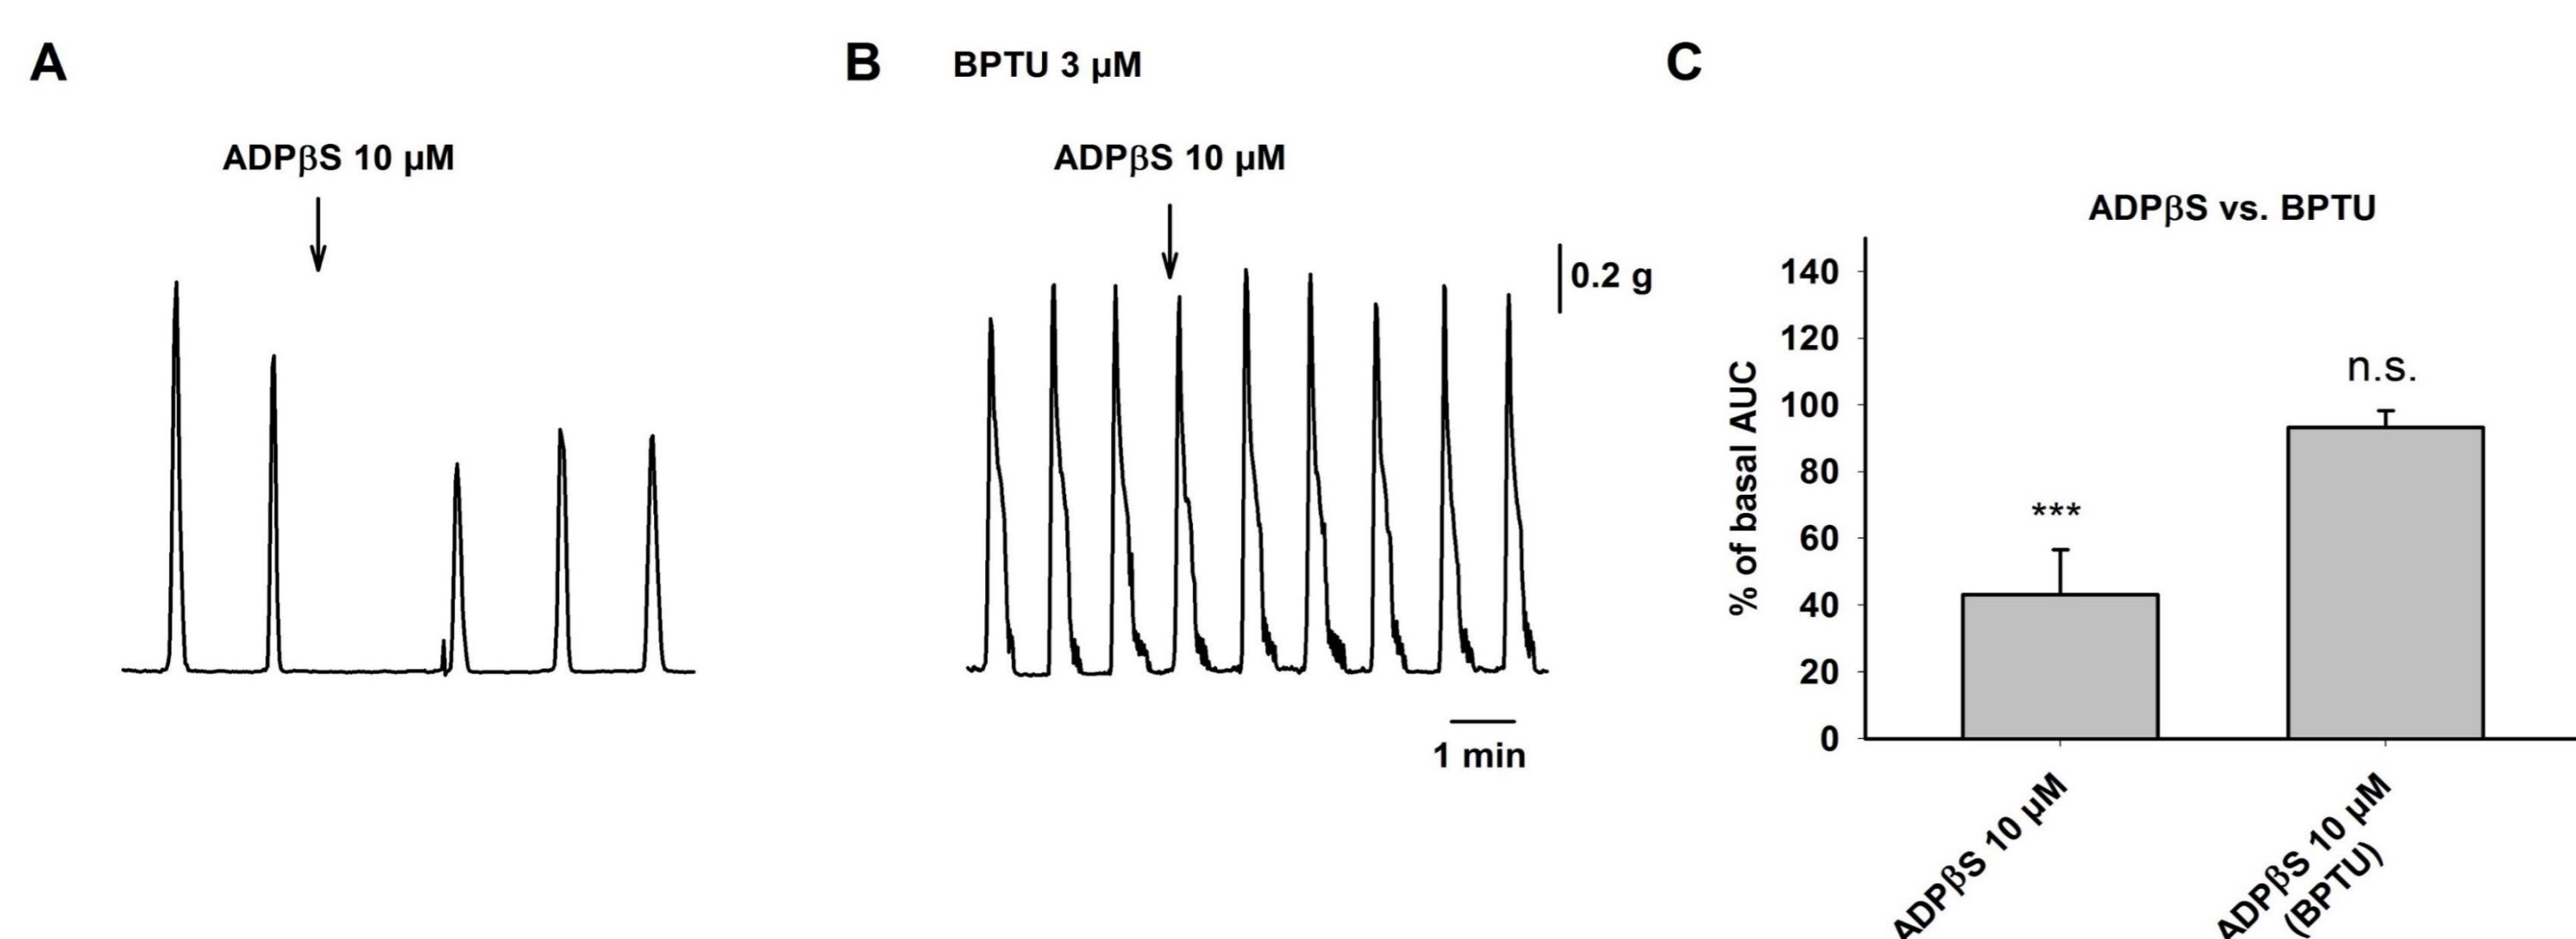 A
ADPβS 10 µM
B
BPTU 3 µM
ADPβS 10 µM
0.2 g
1 min
C
ADPβS vs. BPTU
% of basal AUC
140
120
100
80
60
40
20
0
***
n.s.
ADPβS 10 µM
ADPβS 10 µM
(BPTU)